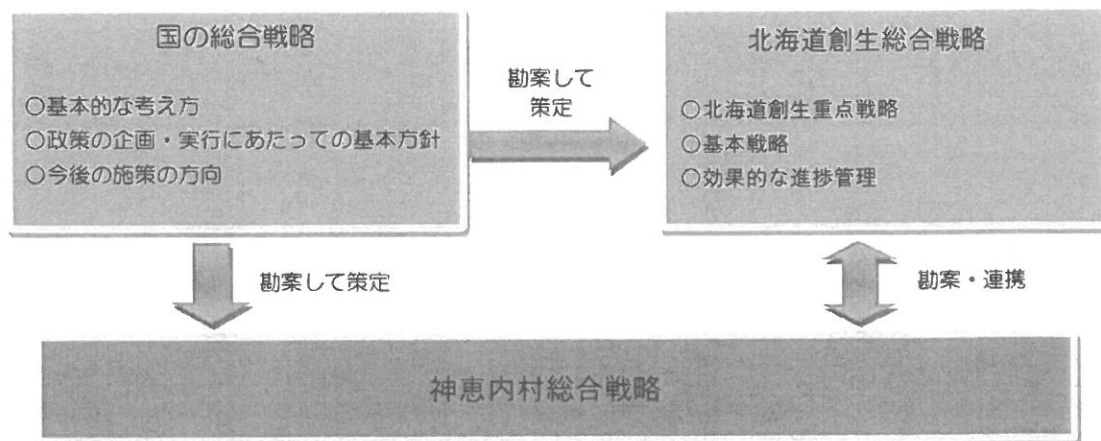 国の総合戦略
○基本的な考え方
○政策の企画・実行にあたっての基本方針
○今後の施策の方向
勘案して
策定
北海道創生総合戦略
○北海道創生重点戦略
○基本戦略
○効果的な進捗管理
勘案して策定
勘案・連携
神恵内村総合戦略